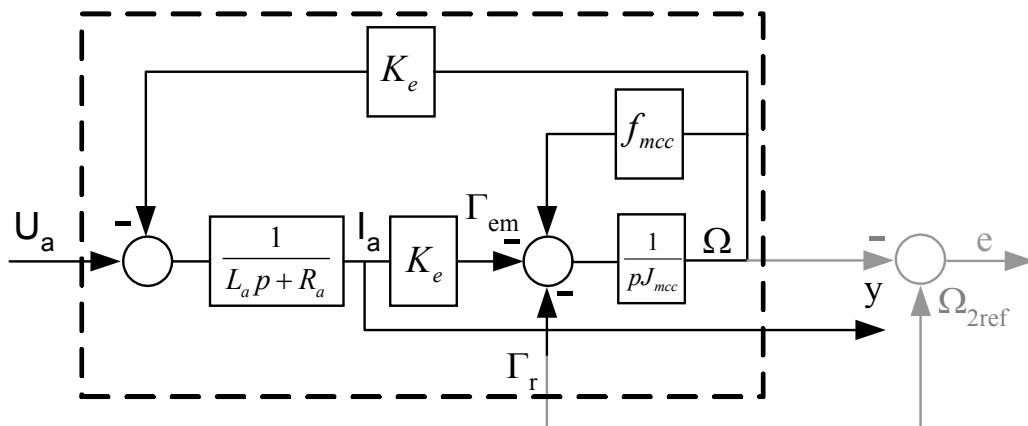 K_e
f_mcc
U_a
-
1 / (L_a p + R_a)
I_a
K_e
Γ_em
-
-
1 / (pJ_mcc)
Ω
-
e
y
Ω_2ref
Γ_r